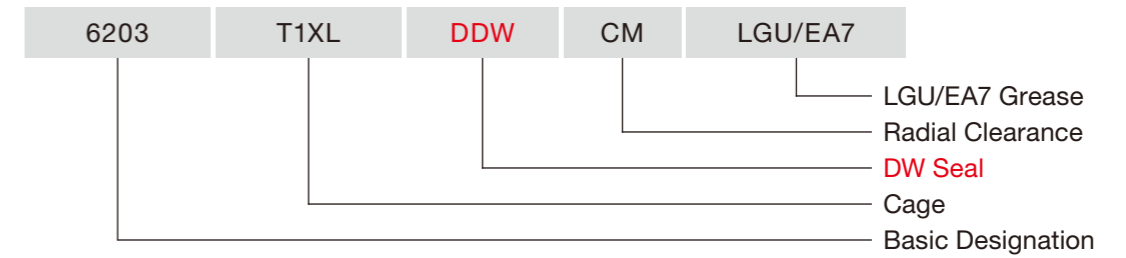 6203 T1XL DDW CM LGU/EA7
LGU/EA7 Grease
Radial Clearance
DW Seal
Cage
Basic Designation